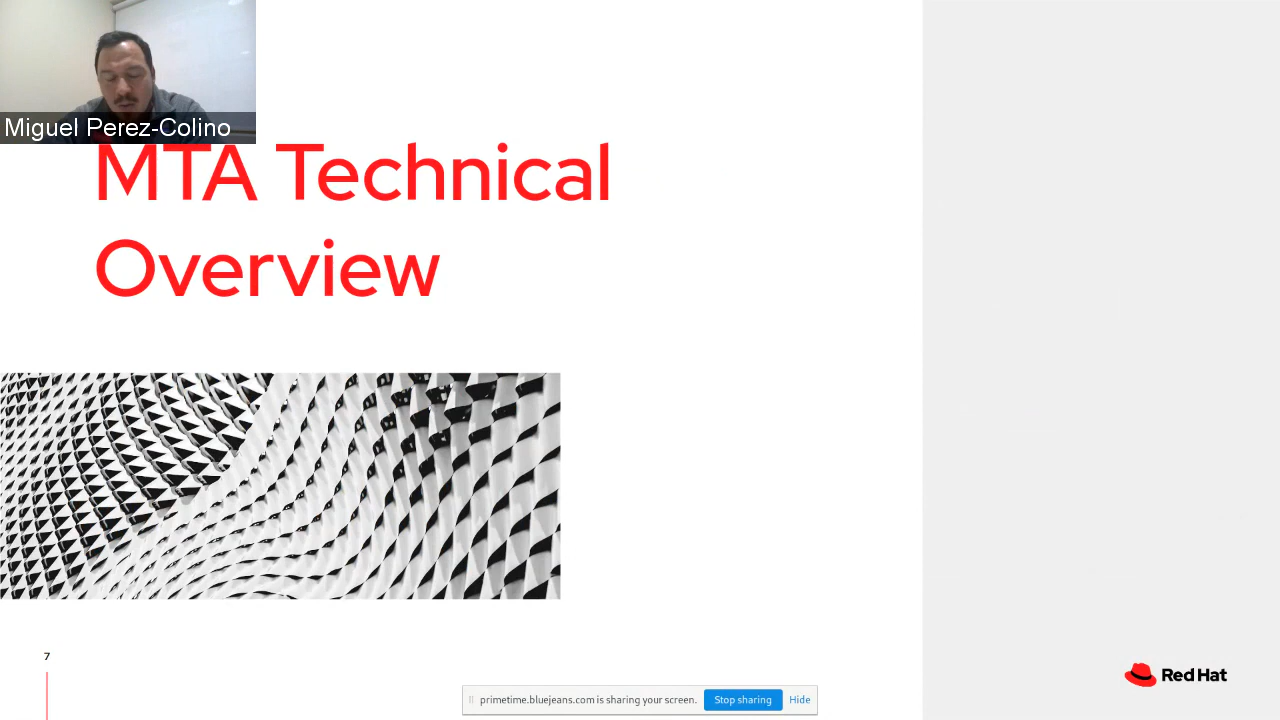 Miguel Perez-Colino
MTA Technical
Overview
7
primetime.bluejeans.com is sharing your screen. Stop sharing Hide
Red Hat